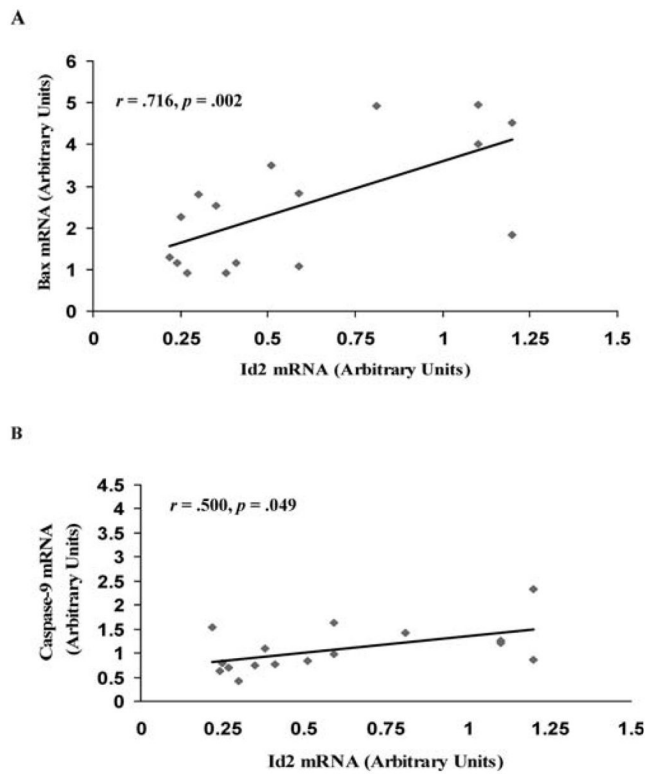 A
Bax mRNA (Arbitrary Units)
6
5
4
3
2
1
0
r = .716, p = .002
0 0.25 0.5 0.75 1 1.25 1.5
Id2 mRNA (Arbitrary Units)
B
Caspase-9 mRNA
(Arbitrary Units)
4.5
4
3.5
3
2.5
2
1.5
1
0.5
0
r = .500, p = .049
0 0.25 0.5 0.75 1 1.25 1.5
Id2 mRNA (Arbitrary Units)